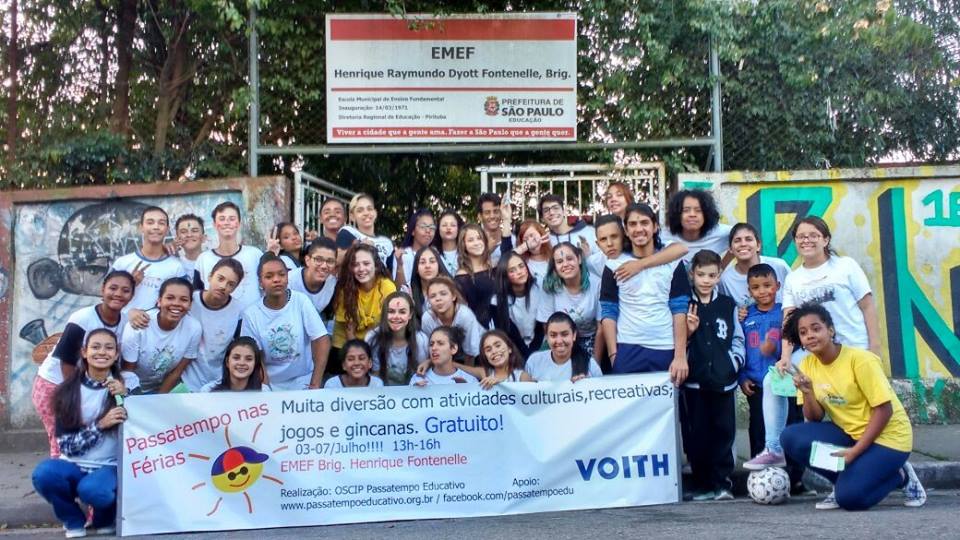 EMEF
Henrique Raymundo Dyott Fontenelle, Brig.
Escola Municipal de Ensino Fundamental
Inauguração: 14/03/1971
Diretoria Regional de Educação - Pirituba
PREFEITURA DE
SÃO PAULO
EDUCAÇÃO
Viver a cidade que a gente ama. Fazer a São Paulo que a gente quer.
Passatempo nas
Férias
Muita diversão com atividades culturais,recreativas;
jogos e gincanas. Gratuito!
03-07/Julho!!!! 13h-16h
EMEF Brig. Henrique Fontenelle
Realização: OSCIP Passatempo Educativo
www.passatempoeducativo.org.br / facebook.com/passatempoedu
Apoio:
VOITH